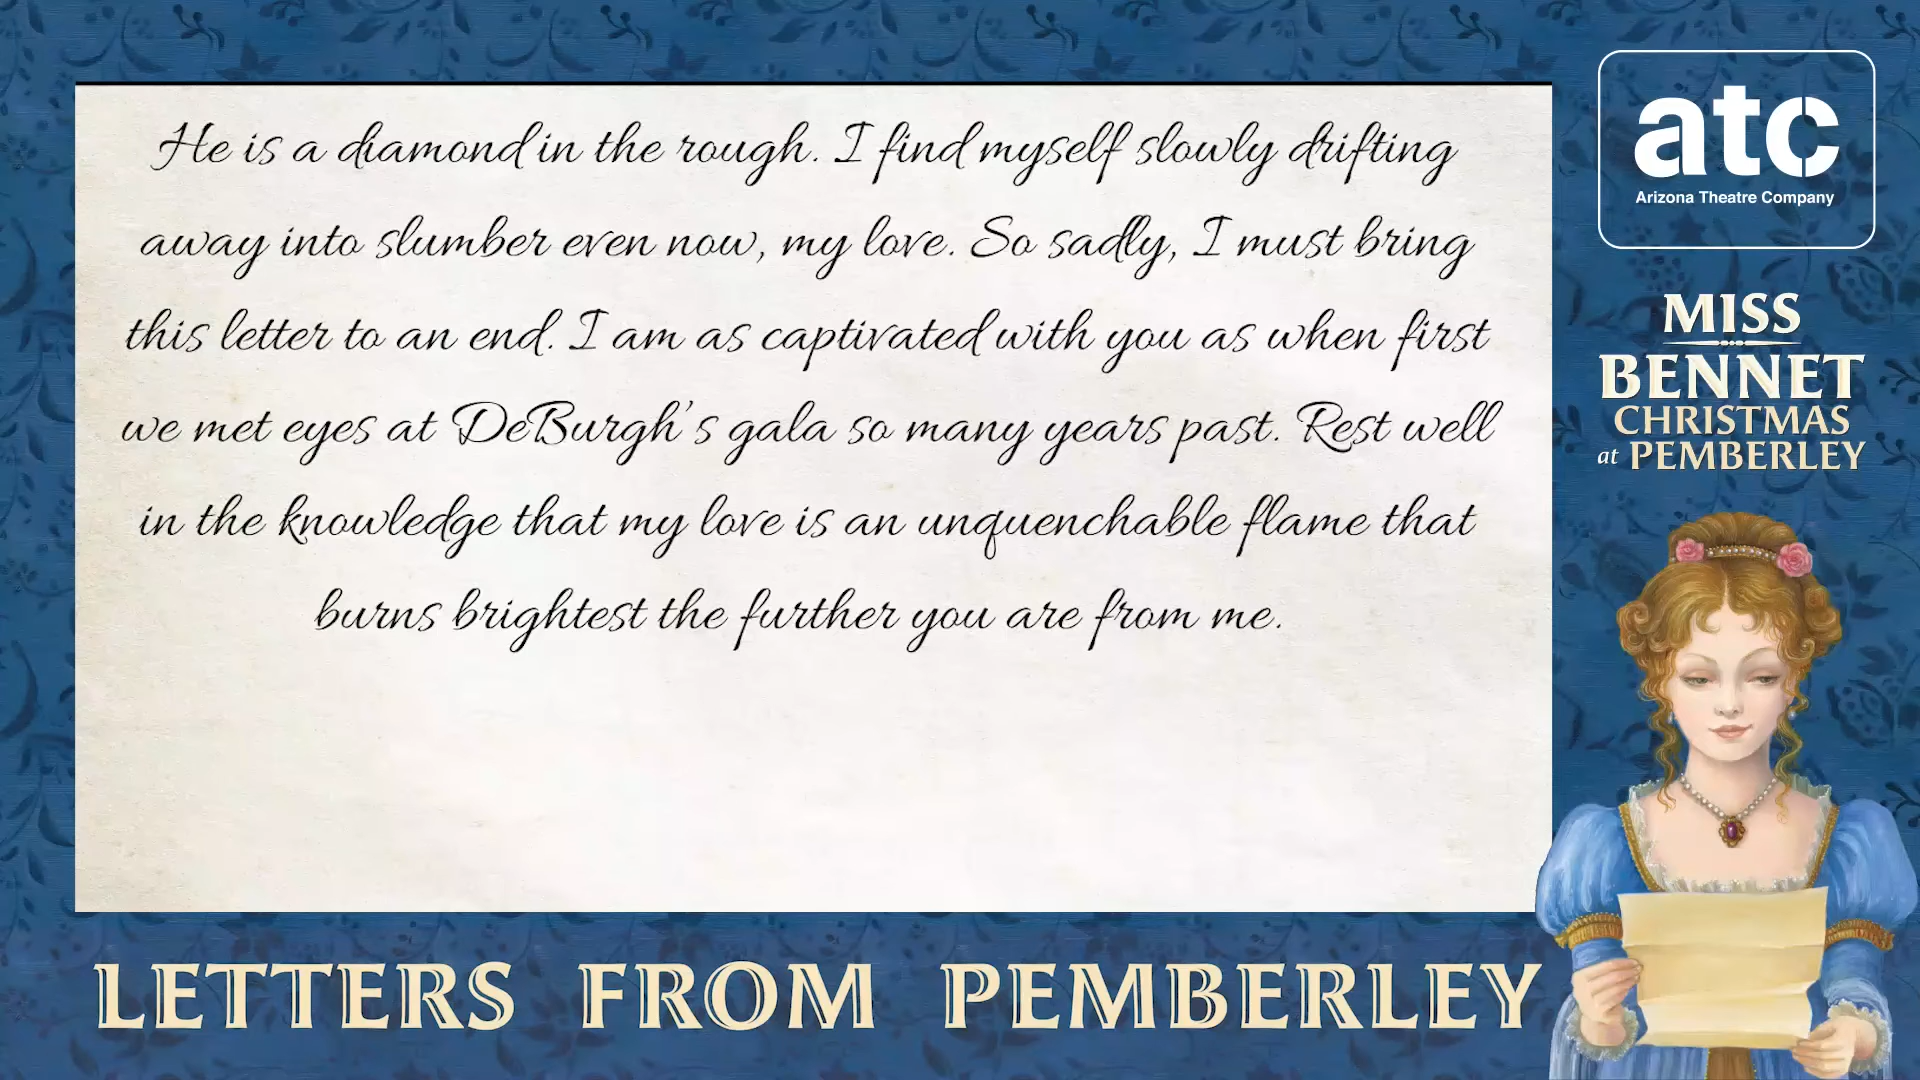 He is a diamond in the rough. I find myself slowly drifting
away into slumber even now, my love. So sadly, I must bring
this letter to an end. I am as captivated with you as when first
we met eyes at DeBurgh's gala so many years past. Rest well
in the knowledge that my love is an unquenchable flame that
burns brightest the further you are from me.
atc
Arizona Theatre Company
MISS
BENNET
CHRISTMAS
at PEMBERLEY
LETTERS FROM PEMBERLEY